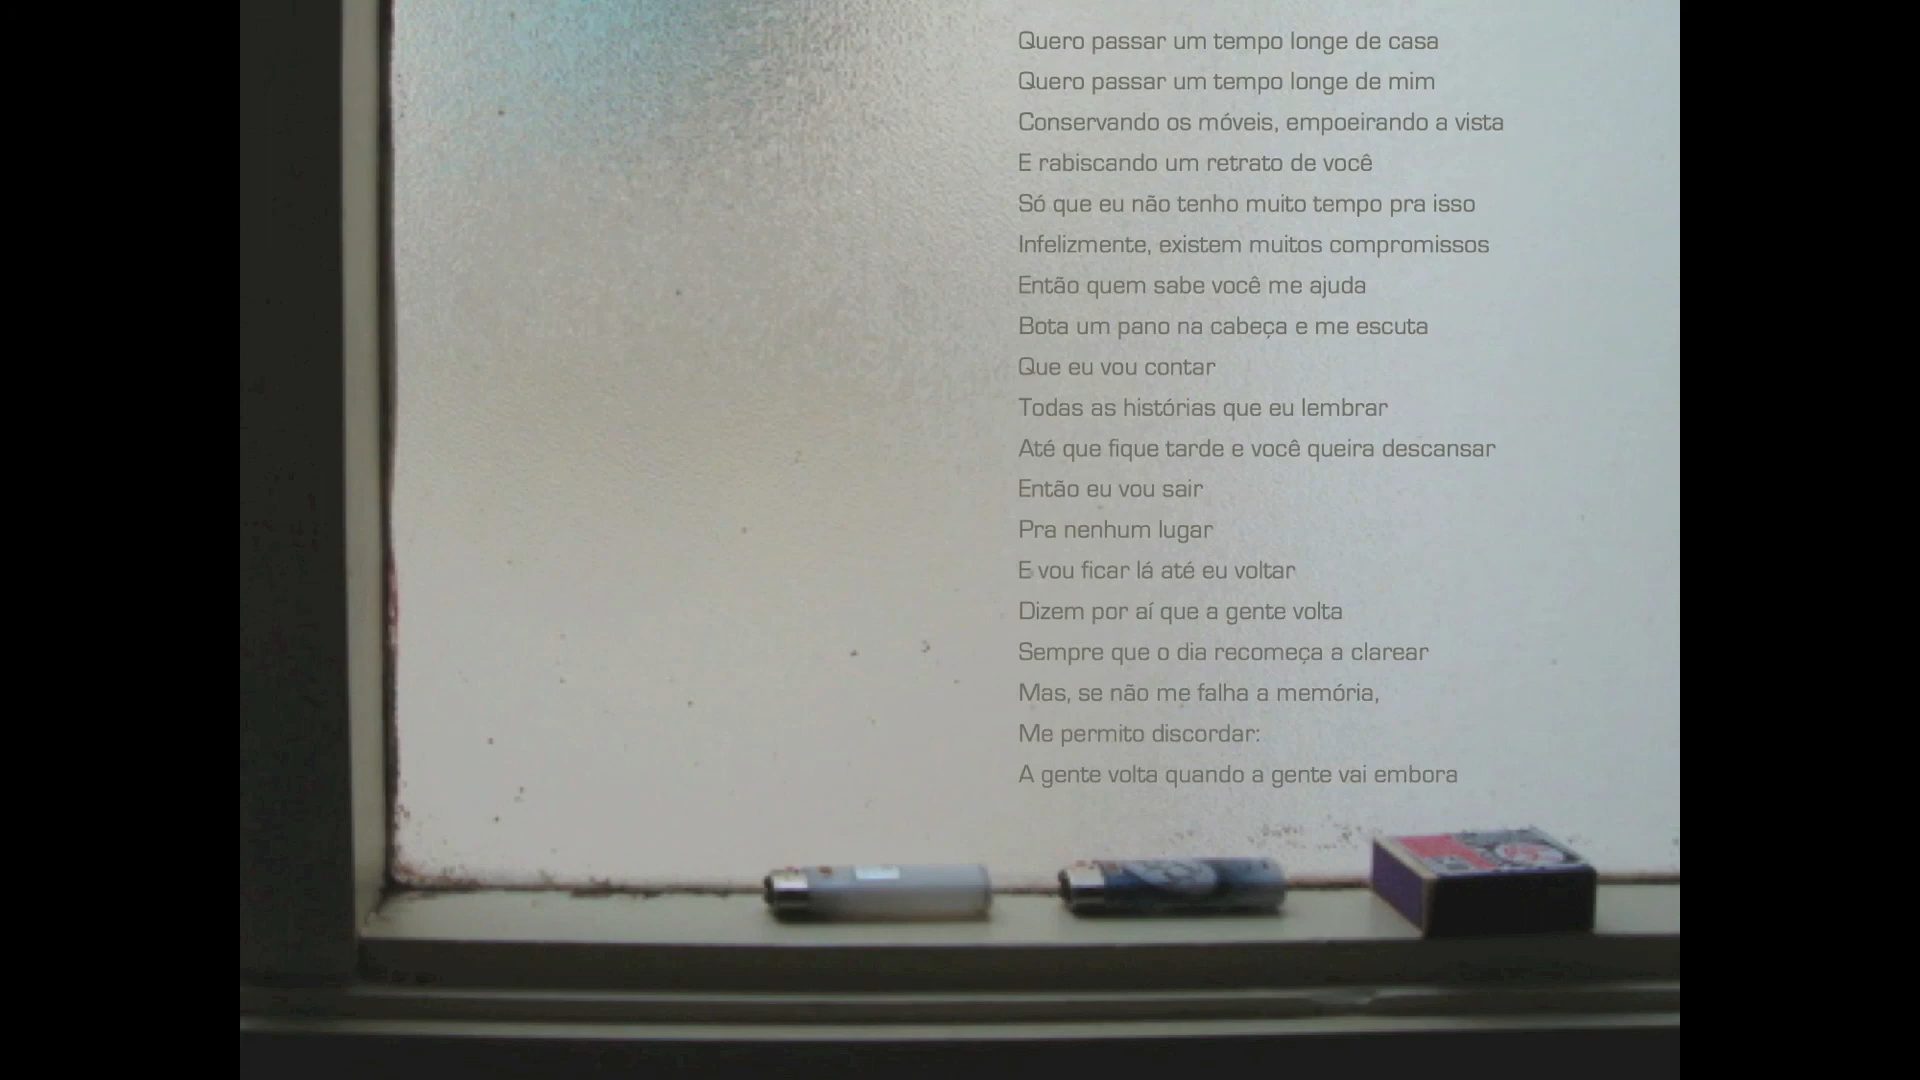 Quero passar um tempo longe de casa
Quero passar um tempo longe de mim
Conservando os móveis, empoeirando a vista
E rabiscando um retrato de você
Só que eu não tenho muito tempo pra isso
Infelizmente, existem muitos compromissos
Então quem sabe você me ajuda
Bota um pano na cabeça e me escuta
Que eu vou contar
Todas as histórias que eu lembrar
Até que fique tarde e você queira descansar
Então eu vou sair
Pra nenhum lugar
E vou ficar lá até eu voltar
Dizem por aí que a gente volta
Sempre que o dia recomeça a clarear
Mas, se não me falha a memória,
Me permito discordar:
A gente volta quando a gente vai embora